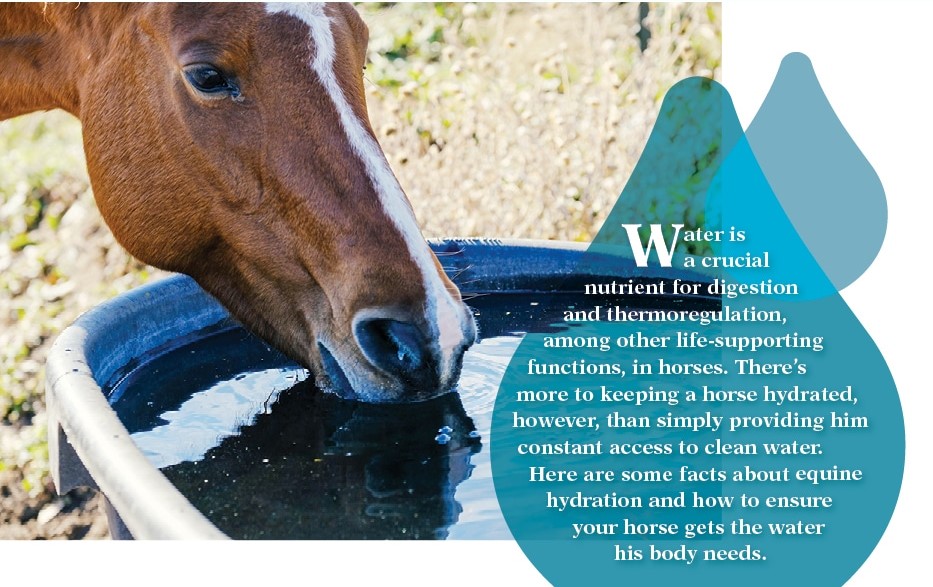 Water is
a crucial
nutrient for digestion
and thermoregulation,
among other life-supporting
functions, in horses. There's
more to keeping a horse hydrated,
however, than simply providing him
constant access to clean water.
Here are some facts about equine
hydration and how to ensure
your horse gets the water
his body needs.